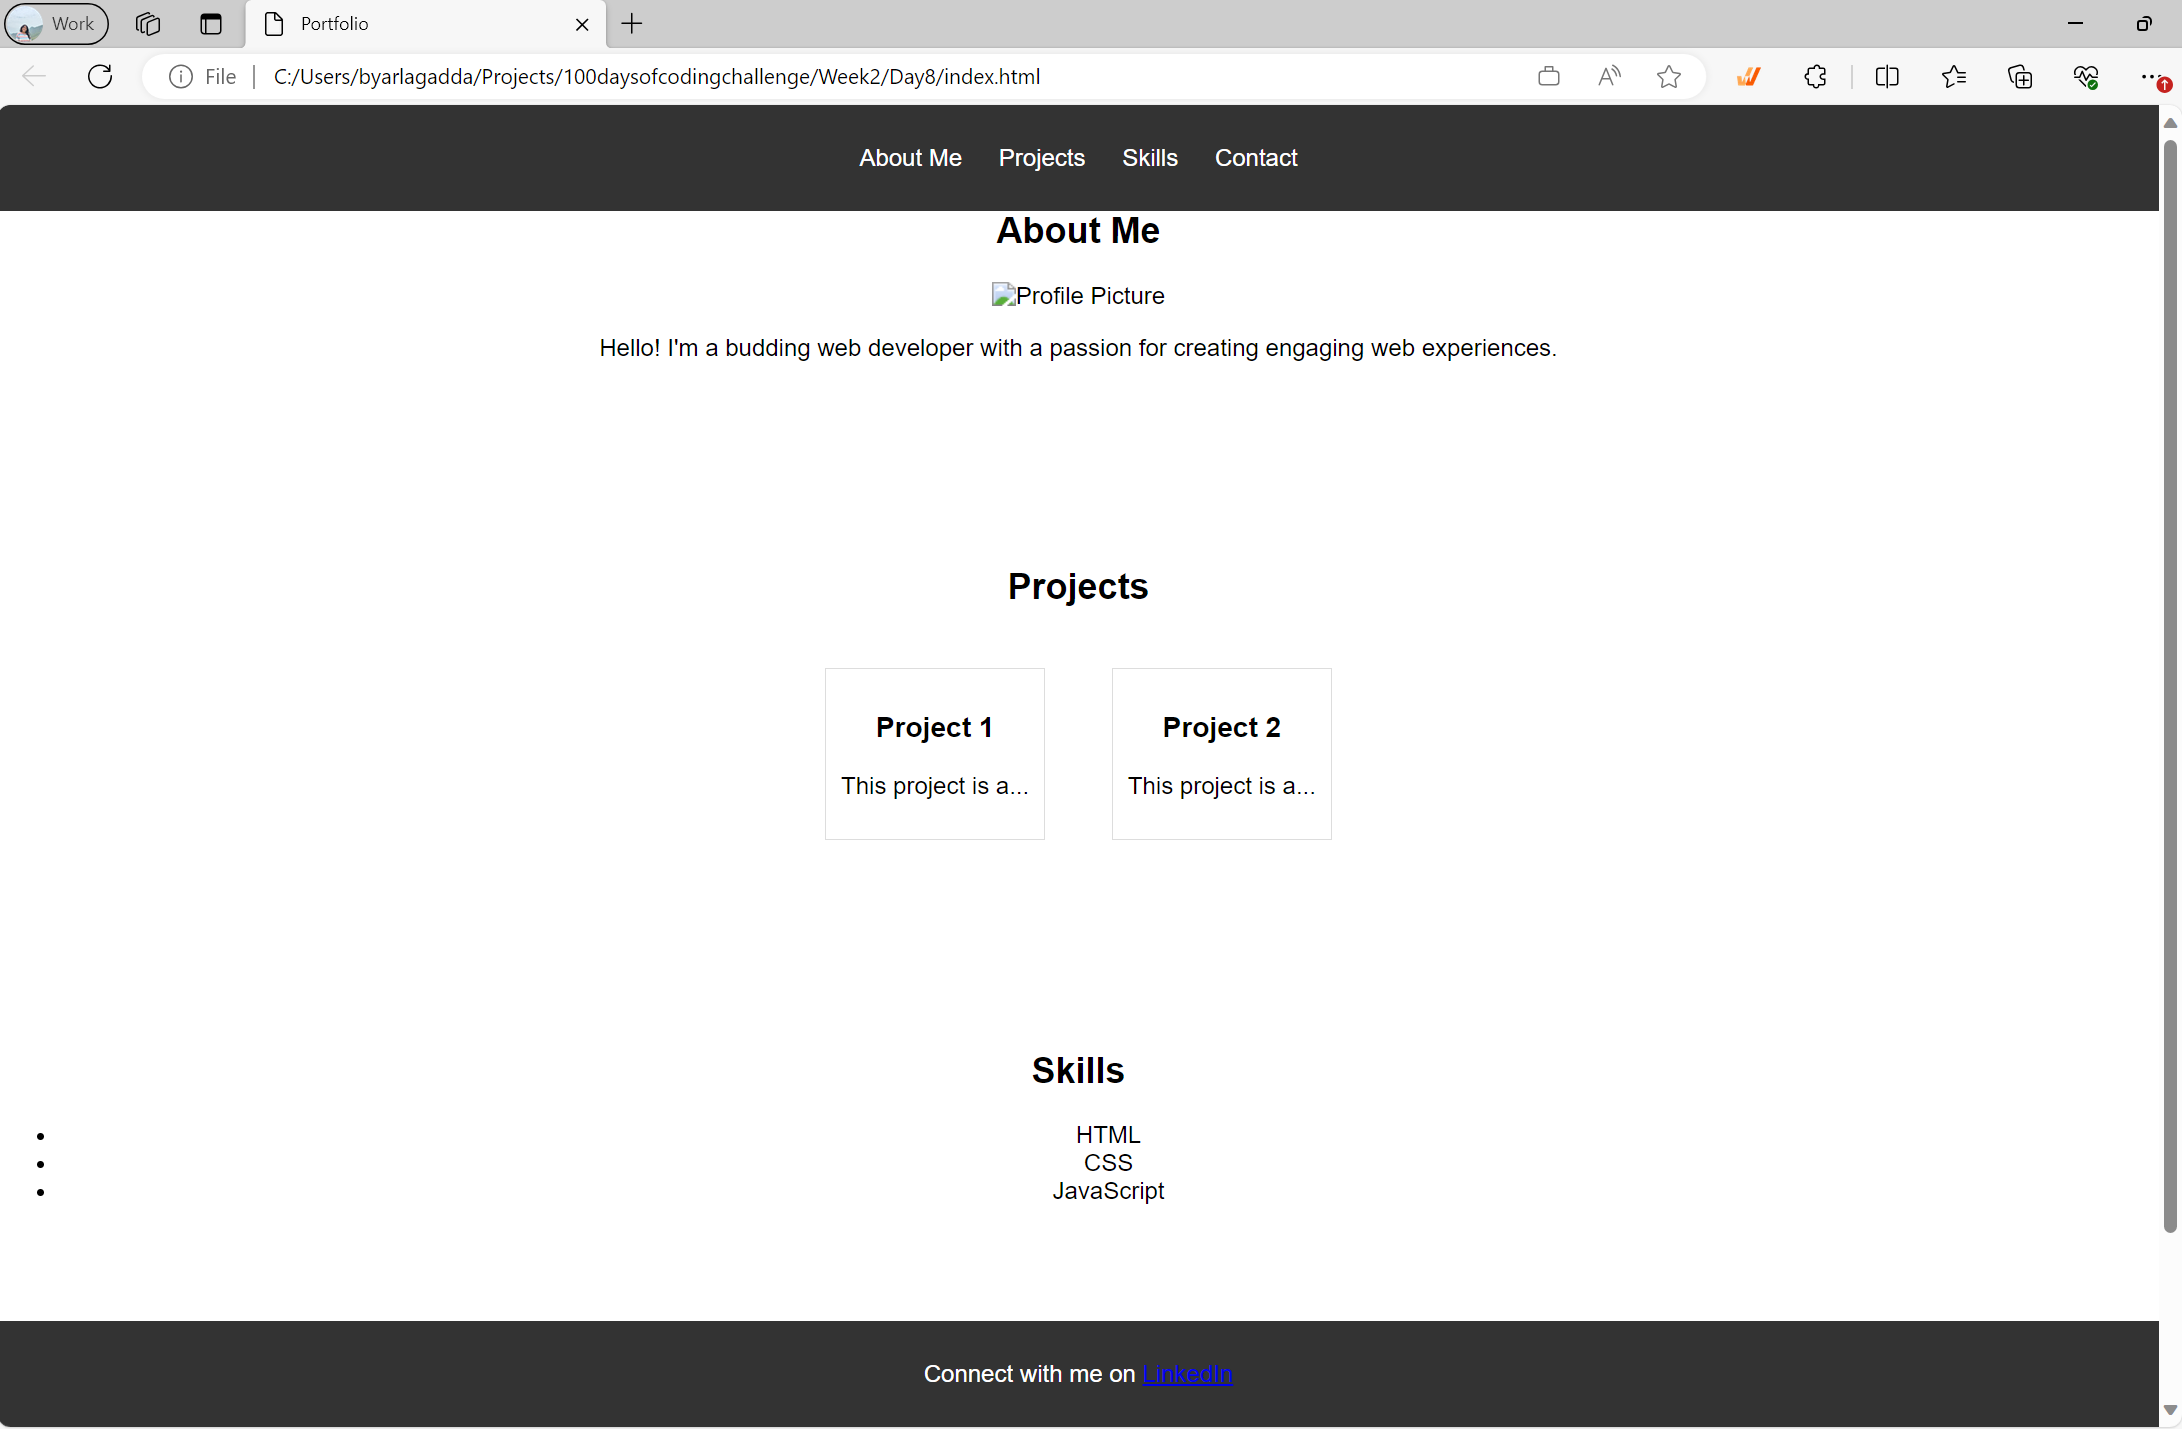 Work
Portfolio
File
C:/Users/byarlagadda/Projects/100daysofcodingchallenge/Week2/Day8/index.html
About Me Projects Skills Contact
About Me
Profile Picture
Hello! I'm a budding web developer with a passion for creating engaging web experiences.
Projects
Project 1
This project is a...
Project 2
This project is a...
Skills
• HTML
• CSS
• JavaScript
Connect with me on LinkedIn